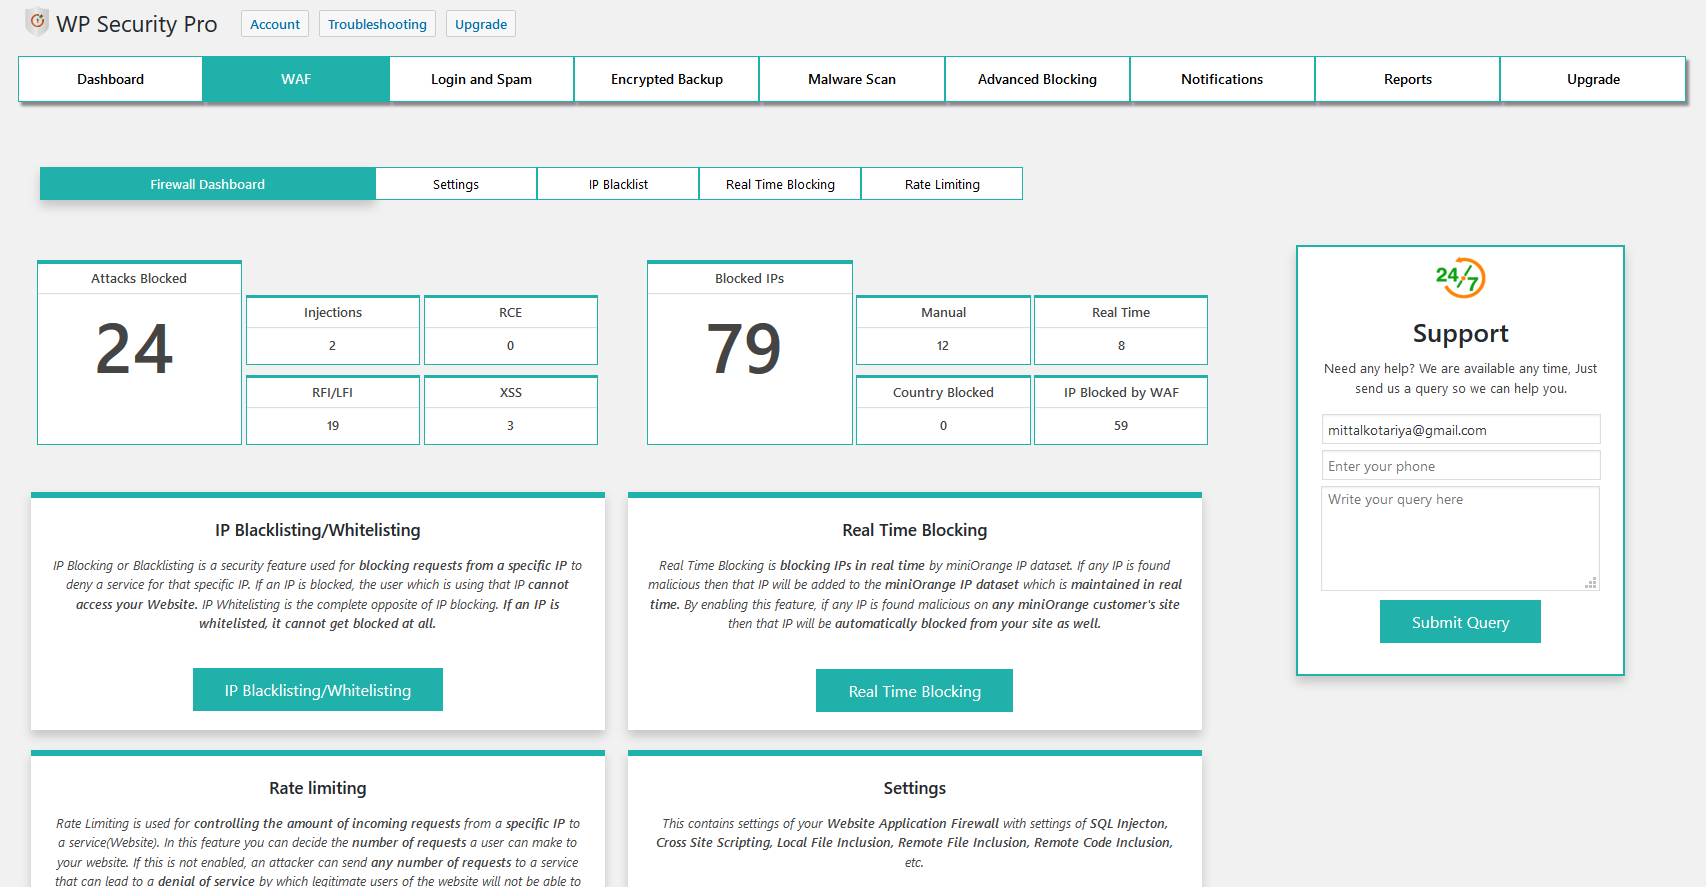 WP Security Pro
Account
Troubleshooting
Upgrade
Dashboard
WAF
Login and Spam
Encrypted Backup
Malware Scan
Advanced Blocking
Notifications
Reports
Upgrade
Firewall Dashboard
Settings
IP Blacklist
Real Time Blocking
Rate Limiting
Attacks Blocked
24
Injections
2
RCE
0
RFI/LFI
19
XSS
3
Blocked IPs
79
Manual
12
Real Time
8
Country Blocked
0
IP Blocked by WAF
59
24/7
Support
Need any help? We are available any time, Just
send us a query so we can help you.
mittalkotariya@gmail.com
Enter your phone
Write your query here
Submit Query
IP Blacklisting/Whitelisting
IP Blocking or Blacklisting is a security feature used for blocking requests from a specific IP to
deny a service for that specific IP. If an IP is blocked, the user which is using that IP cannot
access your Website. IP Whitelisting is the complete opposite of IP blocking. If an IP is
whitelisted, it cannot get blocked at all.
IP Blacklisting/Whitelisting
Real Time Blocking
Real Time Blocking is blocking IPs in real time by miniOrange IP dataset. If any IP is found
malicious then that IP will be added to the miniOrange IP dataset which is maintained in real
time. By enabling this feature, if any IP is found malicious on any miniOrange customer's site
then that IP will be automatically blocked from your site as well.
Real Time Blocking
Rate limiting
Rate Limiting is used for controlling the amount of incoming requests from a specific IP to
a service(Website). In this feature you can decide the number of requests a user can make to
your website. If this is not enabled, an attacker can send any number of requests to a service
that can lead to a denial of service by which legitimate users of the website will not be able to
Settings
This contains settings of your Website Application Firewall with settings of SQL Injecton,
Cross Site Scripting, Local File Inclusion, Remote File Inclusion, Remote Code Inclusion,
etc.